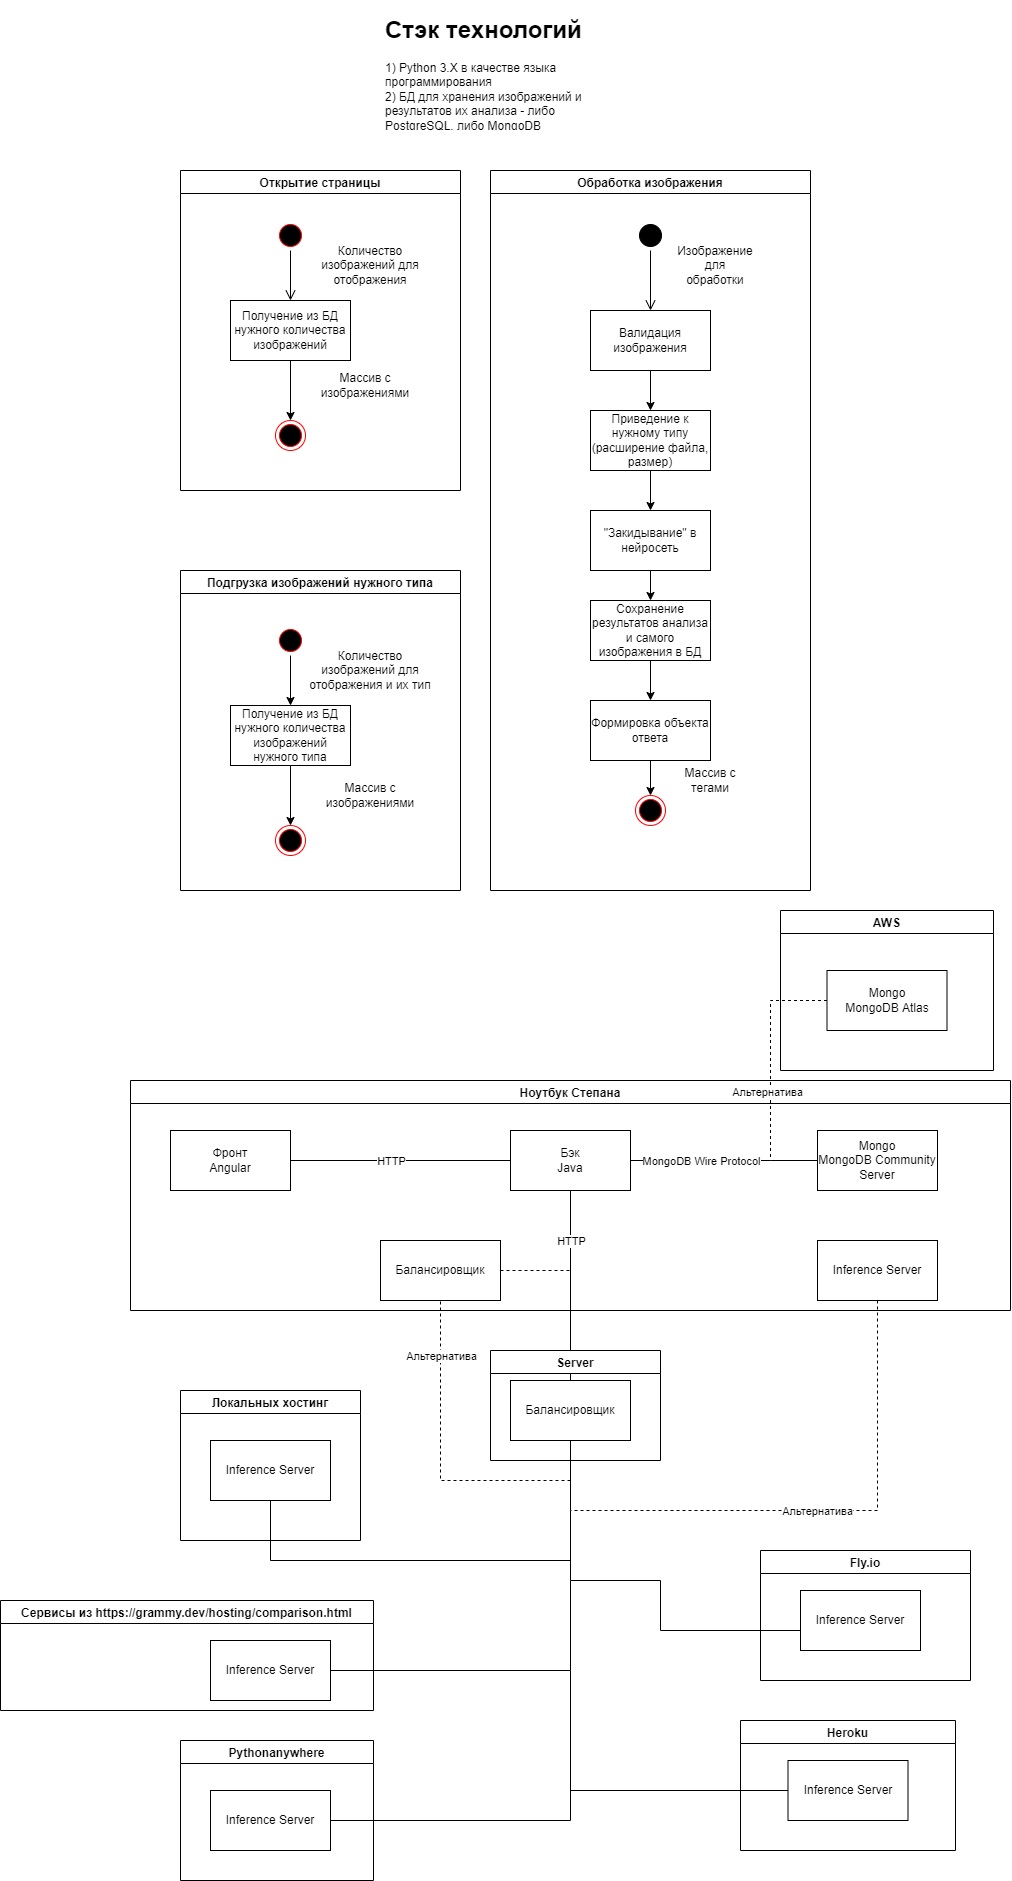 Стэк технологий
1) Python 3.X в качестве языка
программирования
2) БД для хранения изображений и
результатов их анализа - либо
PostgreSQL, либо MongoDB
Открытие страницы
Количество
изображений для
отображения
Получение из БД
нужного количества
изображений
Массив с
изображениями
Обработка изображения
Изображение
для
обработки
Валидация
изображения
Приведение к
нужному типу
(расширение файла,
размер)
"Закидывание" в
нейросеть
Сохранение
результатов анализа
и самого
изображения в БД
Формировка объекта
ответа
Массив с
тегами
Подгрузка изображений нужного типа
Количество
изображений для
отображения и их тип
Получение из БД
нужного количества
изображений
нужного типа
Массив с
изображениями
AWS
Mongo
MongoDB Atlas
Ноутбук Степана
Альтернатива
Фронт
Angular
HTTP
Бэк
Java
MongoDB Wire Protocol
Mongo
MongoDB Community
Server
HTTP
Балансировщик
Inference Server
Альтернатива
Server
Балансировщик
Локальных хостинг
Inference Server
Альтернатива
Fly.io
Inference Server
Сервисы из https://grammy.dev/hosting/comparison.html
Inference Server
Heroku
Inference Server
Pythonanywhere
Inference Server